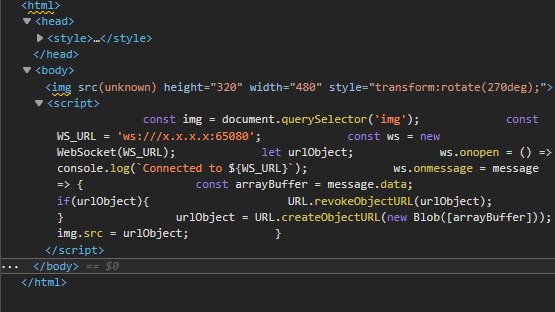 <html>
<head>
<style>…</style>
</head>
<body>
<img src(unknown) height="320" width="480" style="transform:rotate(270deg);">
<script>
const img = document.querySelector('img'); const
WS_URL = 'ws:///x.x.x.x:65080'; const ws = new
WebSocket(WS_URL); let urlObject; ws.onopen = () =>
console.log(`Connected to ${WS_URL}`); ws.onmessage = message
=> { const arrayBuffer = message.data;
if(urlObject){ URL.revokeObjectURL(urlObject);
} urlObject = URL.createObjectURL(new Blob([arrayBuffer]));
img.src = urlObject; }
</script>
… </body> == $0
</html>